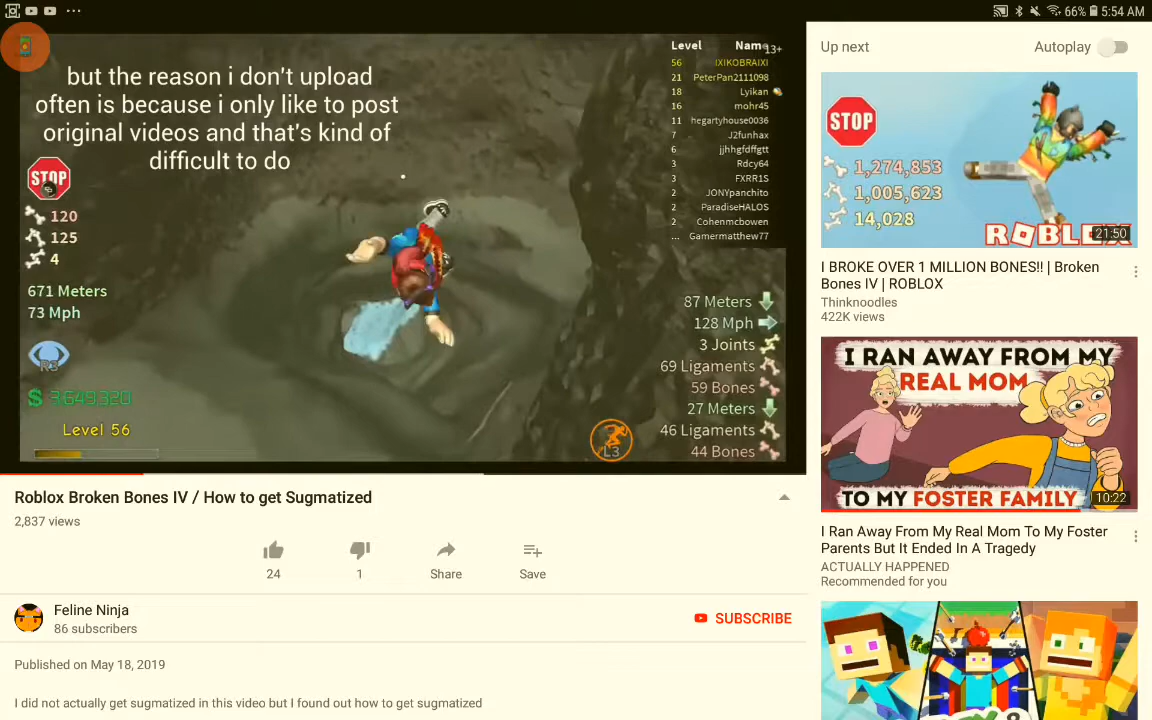 66% 5:54 AM
but the reason i don't upload
often is because i only like to post
original videos and that's kind of
difficult to do
STOP
120
125
4
671 Meters
73 Mph
R3
$ 3,649,320
Level 56
Level Name 13+
56 IXIKOBRAIXI
21 PeterPan2111098
18 Lyikan
16 mohr45
11 hegartyhouse0036
7 J2funhax
6 jjhhgfdffgtt
3 Rdcy64
3 FXRR1S
2 JONYpanchito
2 ParadiseHALOS
2 Cohenmcbowen
... Gamermatthew77
87 Meters
128 Mph
3 Joints
69 Ligaments
59 Bones
27 Meters
46 Ligaments
44 Bones
L3
Roblox Broken Bones IV / How to get Sugmatized
2,837 views
24 1 Share Save
Feline Ninja
86 subscribers
SUBSCRIBE
Published on May 18, 2019
I did not actually get sugmatized in this video but I found out how to get sugmatized
Up next Autoplay
STOP
1,274,853
1,005,623
14,028
ROBLOX
21:50
I BROKE OVER 1 MILLION BONES!! | Broken
Bones IV | ROBLOX
Thinknoodles
422K views
I RAN AWAY FROM MY
REAL MOM
TO MY FOSTER FAMILY
10:22
I Ran Away From My Real Mom To My Foster
Parents But It Ended In A Tragedy
ACTUALLY HAPPENED
Recommended for you